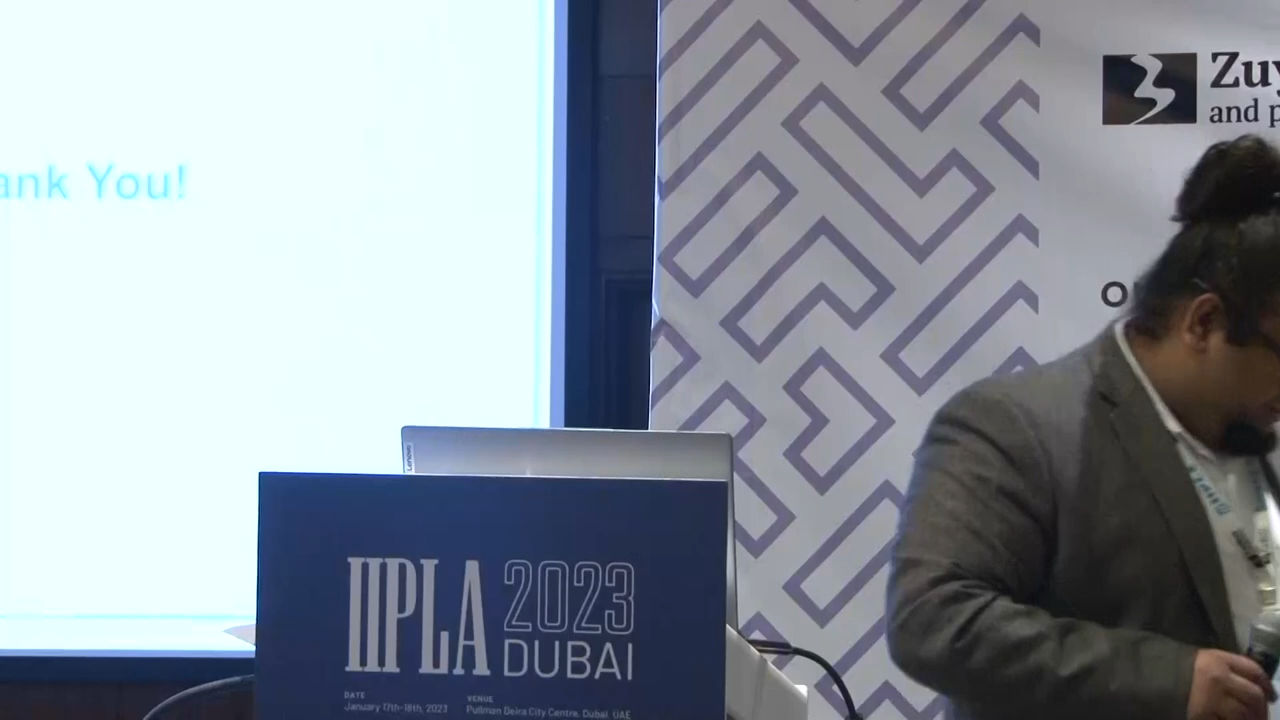 ank You!
Zuy
and p
O
Lenovo
IIPLA 2023
DUBAI
DATE
January 17th-18th, 2023
VENUE
Pullman Deira City Centre, Dubai, UAE